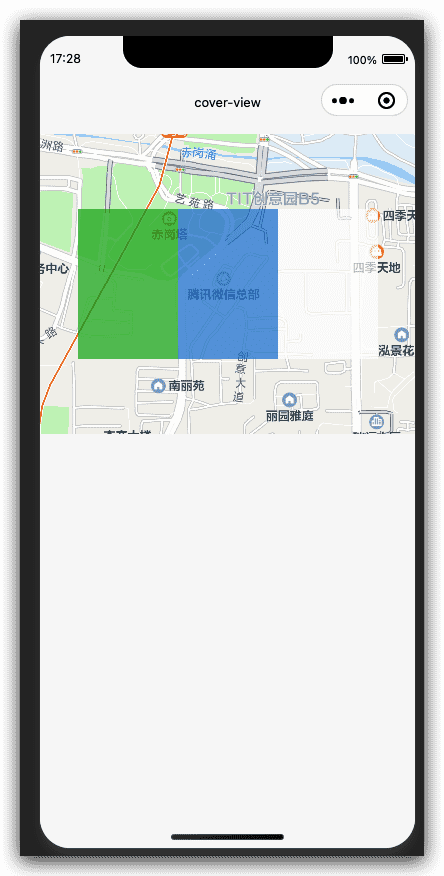 17:28
100%
cover-view
洲路
赤岗涌
艺苑路
TIT创意园B5
四季天
赤岗塔
务中心
四季天地
腾讯微信总部
泓景花
创意大道
南丽苑
丽园雅庭